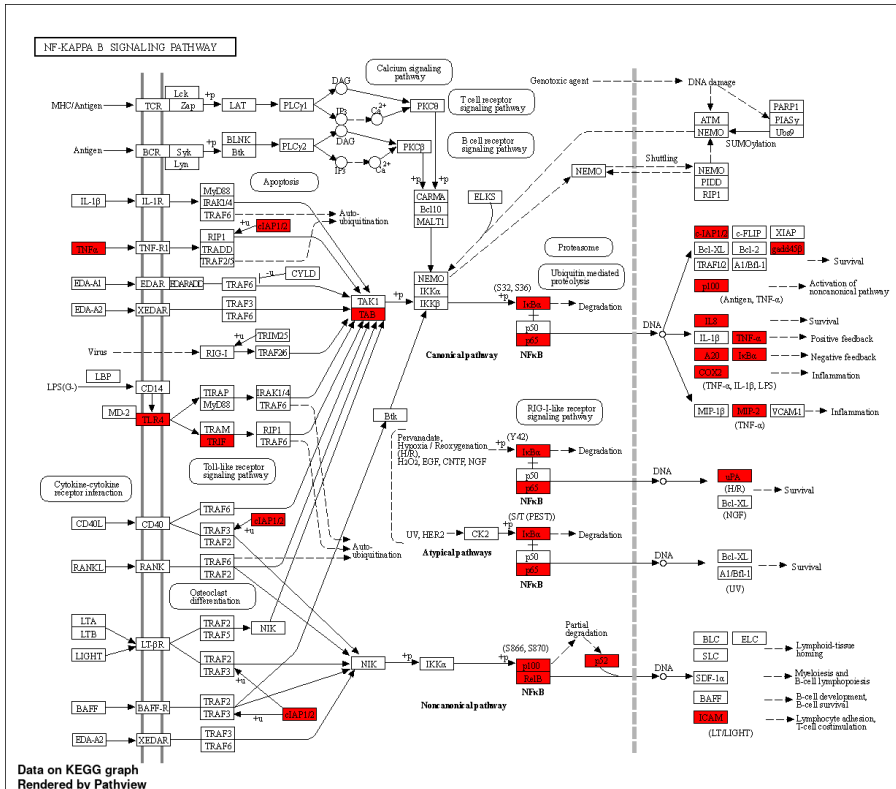 NF-KAPPA B SIGNALING PATHWAY
Calcium signaling
pathway
T cell receptor
signaling pathway
B cell receptor
signaling pathway
Apoptosis
Proteasome
Ubiquitin mediated
proteolysis
RIG-I-like receptor
signaling pathway
Toll-like receptor
signaling pathway
Cytokine-cytokine
receptor interaction
Osteoclast
differentiation
MHC/Antigen
TCR
Lck
Zap
+p
LAT
PLCγ1
DAG
IP3
Ca2+
PKCθ
Antigen
BCR
Syk
Lyn
+p
BLNK
Btk
PLCγ2
DAG
IP3
Ca2+
PKCβ
+p
+p
CARMA
Bcl10
MALT1
ELKS
Genotoxic agent
DNA damage
ATM
NEMO
PARP1
PIASy
Ubs9
SUMOylation
Shuttling
NEMO
NEMO
PIDD
RIP1
IL-1β
IL-1R
MyD88
IRAK1/4
TRAF6
Auto-
ubiquitination
TNFα
TNF-R1
RIP1
TRADD
TRAF2/5
+u
cIAP1/2
EDA-A1
EDAR
EDARADD
TRAF6
-u
CYLD
EDA-A2
XEDAR
TRAF3
TRAF6
TAK1
TAB
+p
NEMO
IKKα
IKKβ
Virus
RIG-I
+u
TRIM25
TRAF2/6
LPS(G-)
LBP
CD14
MD-2
TLR4
TIRAP
MyD88
IRAK1/4
TRAF6
TRAM
TRIF
RIP1
TRAF6
(S32, S36)
+p
IκBα
Degradation
p50
p65
NFκB
Canonical pathway
DNA
c-IAP1/2
c-FLIP
XIAP
Bcl-XL
Bcl-2
gadd45β
TRAF1/2
A1/Bfl-1
Survival
p100
Activation of
noncanonical pathway
(Antigen, TNF-α)
IL8
Survival
IL-1β
TNF-α
Positive feedback
A20
IκBα
Negative feedback
COX2
Inflammation
(TNF-α, IL-1β, LPS)
MIP-1β
MIP-2
VCAM-1
Inflammation
(TNF-α)
Btk
Pervanadate,
Hypoxia / Reoxygenation
(H/R)
H2O2, EGF, CNTF, NGF
(Y42)
+p
IκBα
Degradation
p50
p65
NFκB
DNA
uPA
(H/R)
Bcl-XL
(NGF)
Survival
UV, HER2
CK2
(S/T (PEST))
+p
IκBα
Degradation
p50
p65
NFκB
Atypical pathways
DNA
Bcl-XL
A1/Bfl-1
(UV)
Survival
CD40L
CD40
TRAF6
TRAF3
TRAF2
+u
cIAP1/2
Auto-
ubiquitination
RANKL
RANK
TRAF6
TRAF2
LTA
LTB
LIGHT
LT-βR
TRAF2
TRAF5
NIK
TRAF2
TRAF3
+u
BAFF
BAFF-R
TRAF2
TRAF3
+u
cIAP1/2
EDA-A2
XEDAR
TRAF3
TRAF6
NIK
+p
IKKα
(S866, S870)
+p
p100
RelB
NFκB
Partial
degradation
p52
Noncanonical pathway
DNA
BLC
ELC
SLC
Lymphoid-tissue
homing
SDF-1α
Myeloiesis and
B-cell lymphopoiesis
BAFF
B-cell development,
B-cell survival
ICAM
Lymphocyte adhesion,
T-cell costimulation
(LT/LIGHT)
Data on KEGG graph
Rendered by Pathview